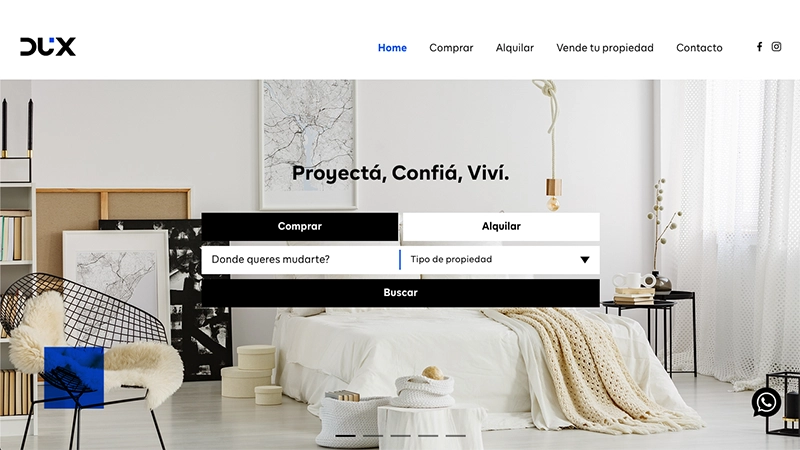 DUX
Home Comprar Alquilar Vende tu propiedad Contacto
Proyectá, Confiá, Viví.
Comprar Alquilar
Donde queres mudarte? Tipo de propiedad
Buscar